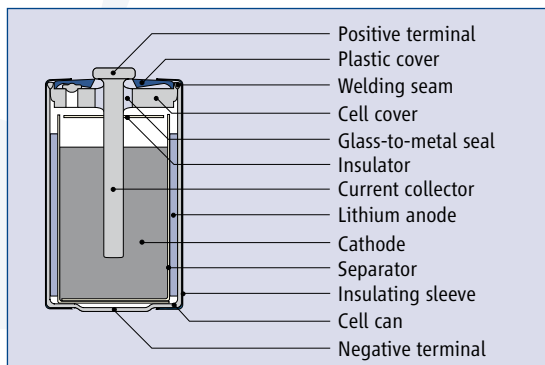 Positive terminal
Plastic cover
Welding seam
Cell cover
Glass-to-metal seal
Insulator
Current collector
Lithium anode
Cathode
Separator
Insulating sleeve
Cell can
Negative terminal